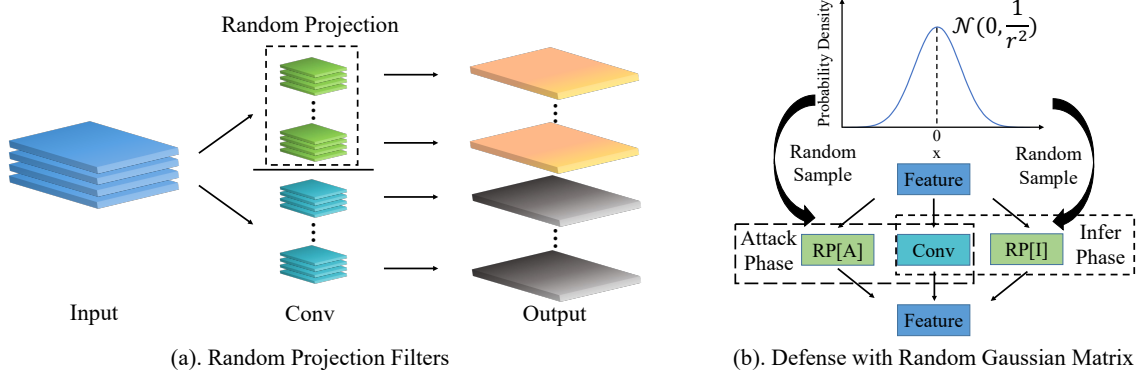 Random Projection
Input
Conv
Output
(a). Random Projection Filters
Probability Density
𝒩(0, 1/r²)
0
x
Random
Sample
Random
Sample
Feature
Attack
Phase
RP[A]
Conv
RP[I]
Infer
Phase
Feature
(b). Defense with Random Gaussian Matrix